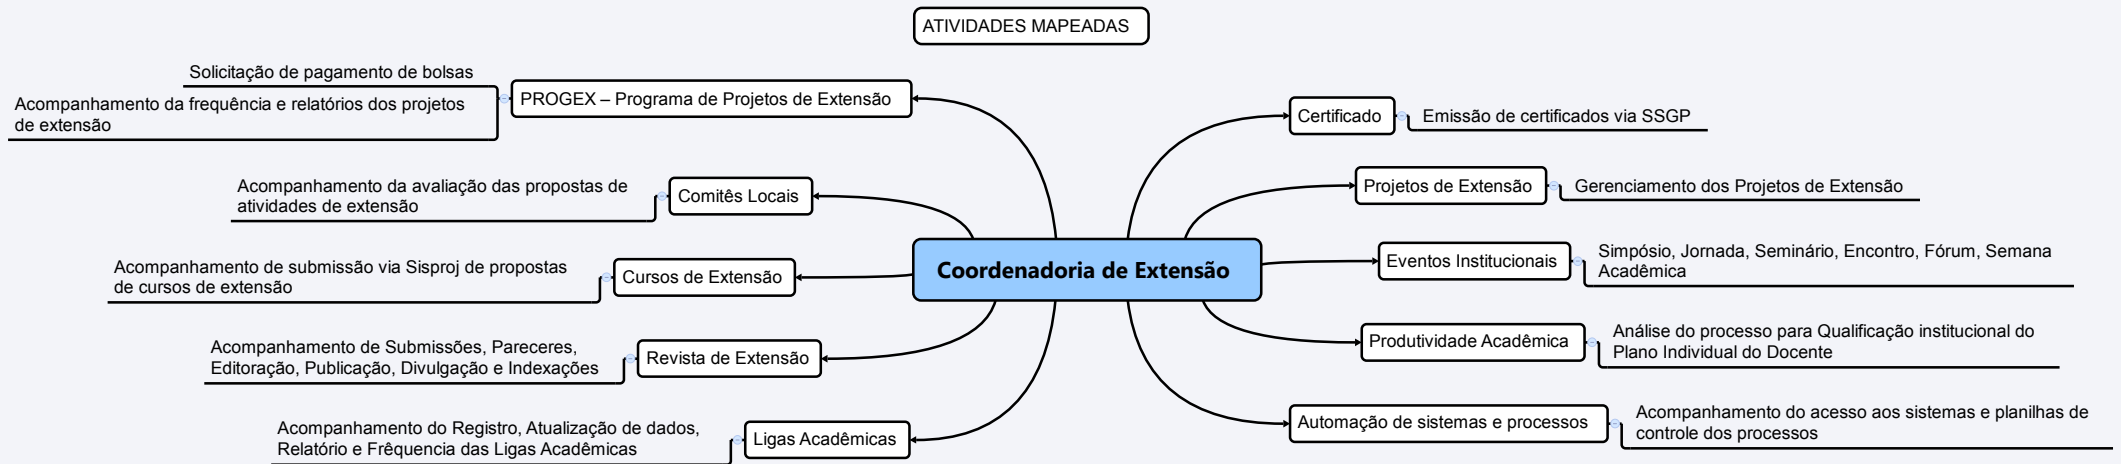 ATIVIDADES MAPEADAS
Solicitação de pagamento de bolsas
Acompanhamento da frequência e relatórios dos projetos
de extensão
PROGEX – Programa de Projetos de Extensão
Acompanhamento da avaliação das propostas de
atividades de extensão
Comitês Locais
Acompanhamento de submissão via Sisproj de propostas
de cursos de extensão
Cursos de Extensão
Acompanhamento de Submissões, Pareceres,
Editoração, Publicação, Divulgação e Indexações
Revista de Extensão
Acompanhamento do Registro, Atualização de dados,
Relatório e Frêquencia das Ligas Acadêmicas
Ligas Acadêmicas
Coordenadoria de Extensão
Certificado
Emissão de certificados via SSGP
Projetos de Extensão
Gerenciamento dos Projetos de Extensão
Eventos Institucionais
Simpósio, Jornada, Seminário, Encontro, Fórum, Semana
Acadêmica
Produtividade Acadêmica
Análise do processo para Qualificação institucional do
Plano Individual do Docente
Automação de sistemas e processos
Acompanhamento do acesso aos sistemas e planilhas de
controle dos processos